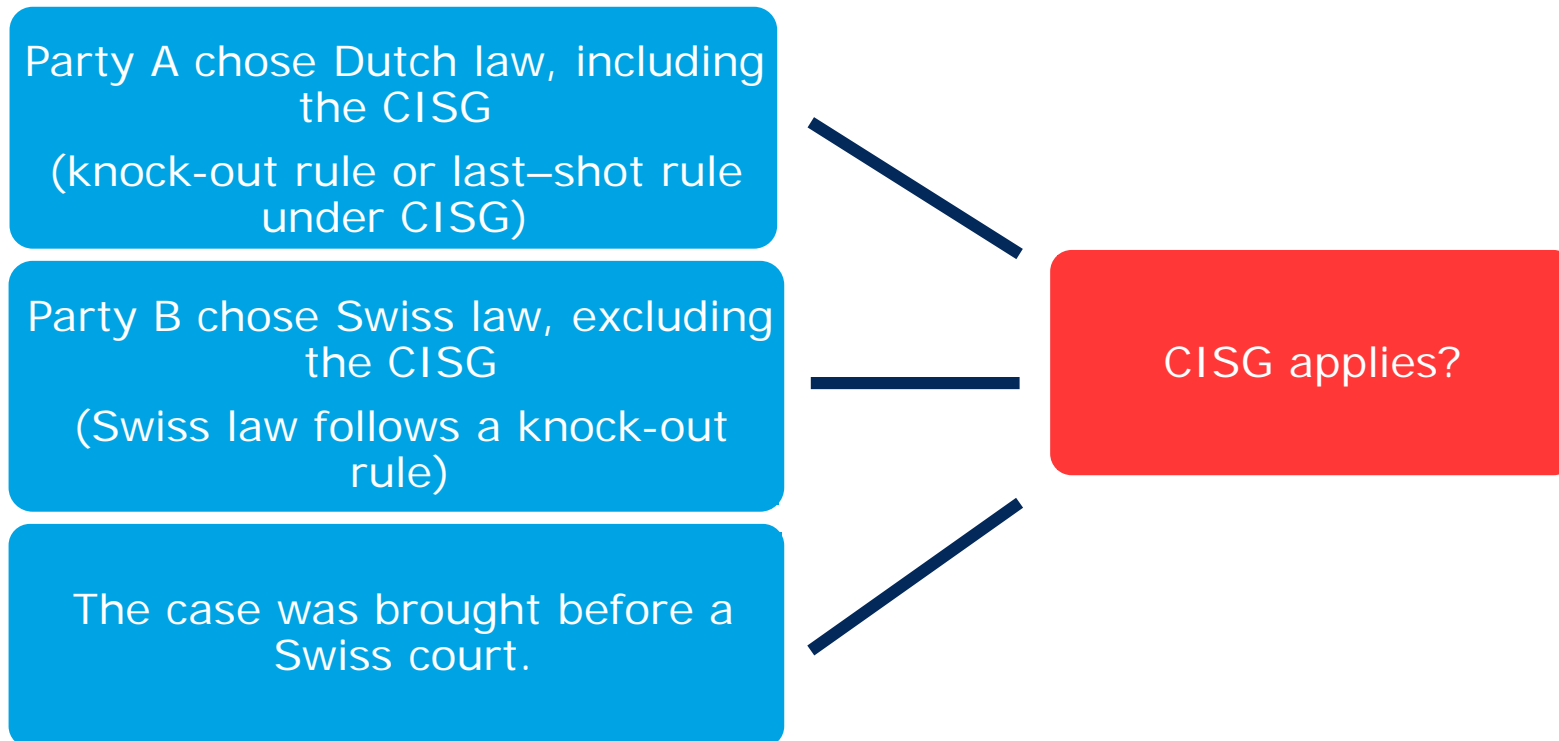 Party A chose Dutch law, including
the CISG
(knock-out rule or last–shot rule
under CISG)
Party B chose Swiss law, excluding
the CISG
(Swiss law follows a knock-out
rule)
The case was brought before a
Swiss court.
CISG applies?